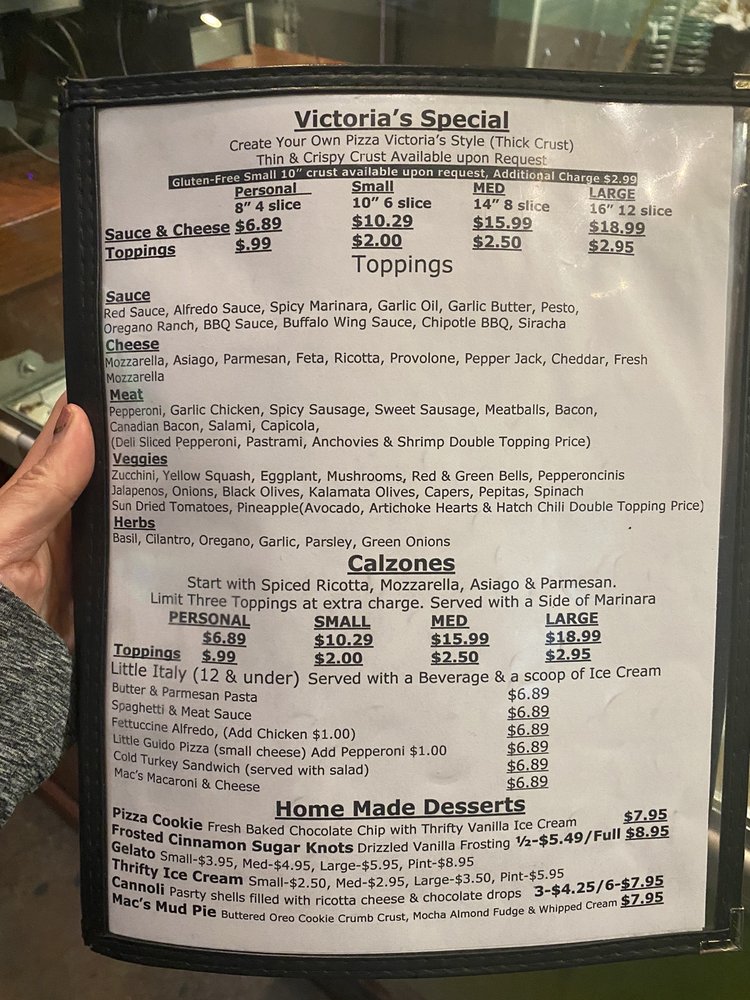 Victoria's Special
Create Your Own Pizza Victoria's Style (Thick Crust)
Thin & Crispy Crust Available upon Request
Gluten-Free Small 10" crust available upon request, Additional Charge $2.99
Personal Small MED LARGE
8" 4 slice 10" 6 slice 14" 8 slice 16" 12 slice
Sauce & Cheese $6.89 $10.29 $15.99 $18.99
Toppings $.99 $2.00 $2.50 $2.95
Toppings
Sauce
Red Sauce, Alfredo Sauce, Spicy Marinara, Garlic Oil, Garlic Butter, Pesto,
Oregano Ranch, BBQ Sauce, Buffalo Wing Sauce, Chipotle BBQ, Siracha
Cheese
Mozzarella, Asiago, Parmesan, Feta, Ricotta, Provolone, Pepper Jack, Cheddar, Fresh
Mozzarella
Meat
Pepperoni, Garlic Chicken, Spicy Sausage, Sweet Sausage, Meatballs, Bacon,
Canadian Bacon, Salami, Capicola,
(Deli Sliced Pepperoni, Pastrami, Anchovies & Shrimp Double Topping Price)
Veggies
Zucchini, Yellow Squash, Eggplant, Mushrooms, Red & Green Bells, Pepperoncinis
Jalapenos, Onions, Black Olives, Kalamata Olives, Capers, Pepitas, Spinach
Sun Dried Tomatoes, Pineapple(Avocado, Artichoke Hearts & Hatch Chili Double Topping Price)
Herbs
Basil, Cilantro, Oregano, Garlic, Parsley, Green Onions
Calzones
Start with Spiced Ricotta, Mozzarella, Asiago & Parmesan.
Limit Three Toppings at extra charge. Served with a Side of Marinara
PERSONAL SMALL MED LARGE
$6.89 $10.29 $15.99 $18.99
Toppings $.99 $2.00 $2.50 $2.95
Little Italy (12 & under) Served with a Beverage & a scoop of Ice Cream
Butter & Parmesan Pasta $6.89
Spaghetti & Meat Sauce $6.89
Fettuccine Alfredo, (Add Chicken $1.00) $6.89
Little Guido Pizza (small cheese) Add Pepperoni $1.00 $6.89
Cold Turkey Sandwich (served with salad) $6.89
Mac's Macaroni & Cheese $6.89
Home Made Desserts
Pizza Cookie Fresh Baked Chocolate Chip with Thrifty Vanilla Ice Cream $7.95
Frosted Cinnamon Sugar Knots Drizzled Vanilla Frosting ½-$5.49/Full $8.95
Gelato Small-$3.95, Med-$4.95, Large-$5.95, Pint-$8.95
Thrifty Ice Cream Small-$2.50, Med-$2.95, Large-$3.50, Pint-$5.95
Cannoli Pasrty shells filled with ricotta cheese & chocolate drops 3-$4.25/6-$7.95
Mac's Mud Pie Buttered Oreo Cookie Crumb Crust, Mocha Almond Fudge & Whipped Cream $7.95